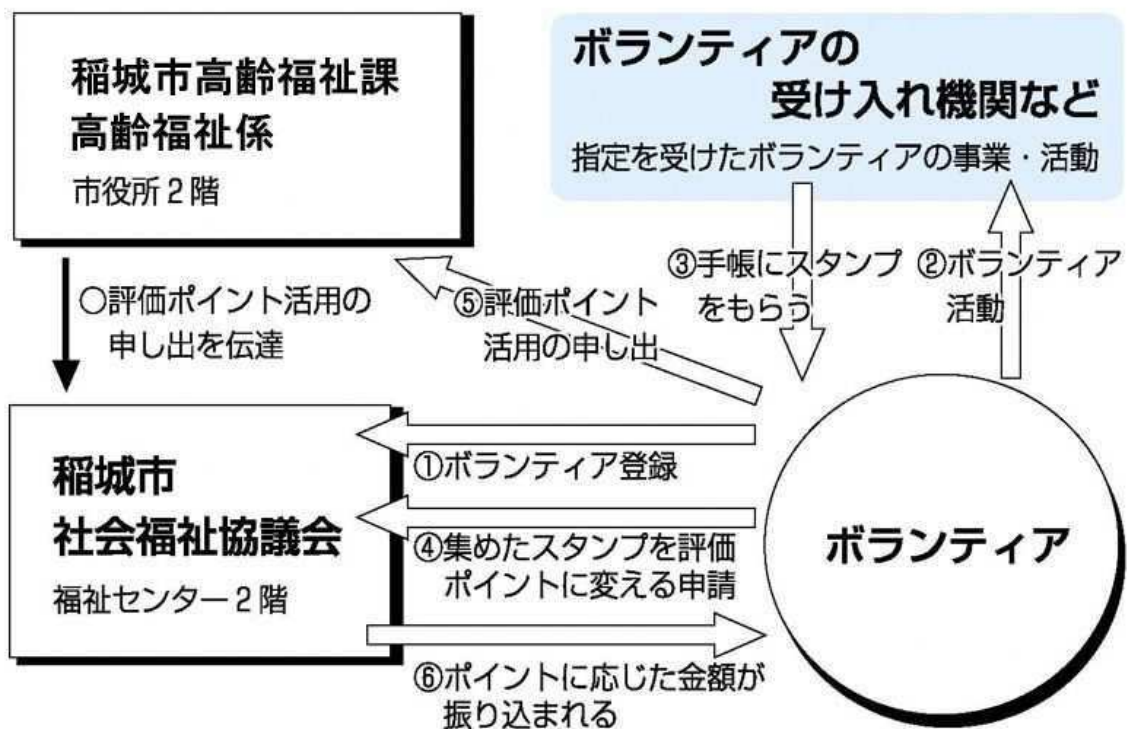 稲城市高齢福祉課
高齢福祉係
市役所2階
ボランティアの
受け入れ機関など
指定を受けたボランティアの事業・活動
③手帳にスタンプ
をもらう
②ボランティア
活動
○評価ポイント活用の
申し出を伝達
⑤評価ポイント
活用の申し出
稲城市
社会福祉協議会
福祉センター2階
①ボランティア登録
④集めたスタンプを評価
ポイントに変える申請
⑥ポイントに応じた金額が
振り込まれる
ボランティア